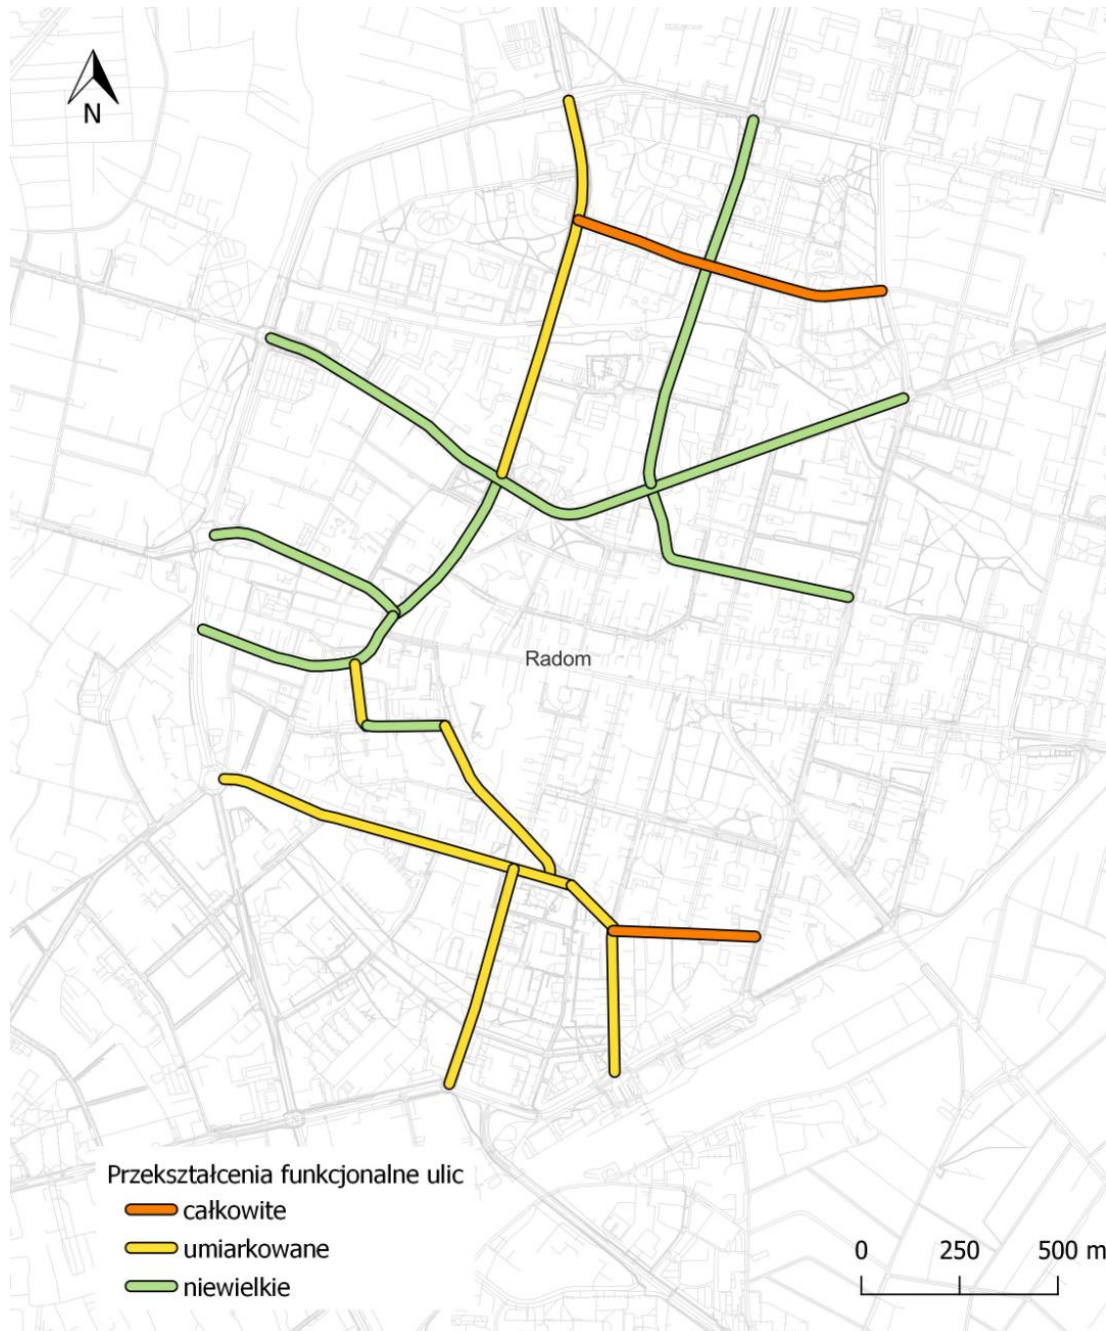 N
Radom
Przekształcenia funkcjonalne ulic
całkowite
umiarkowane
niewielkie
0 250 500 m